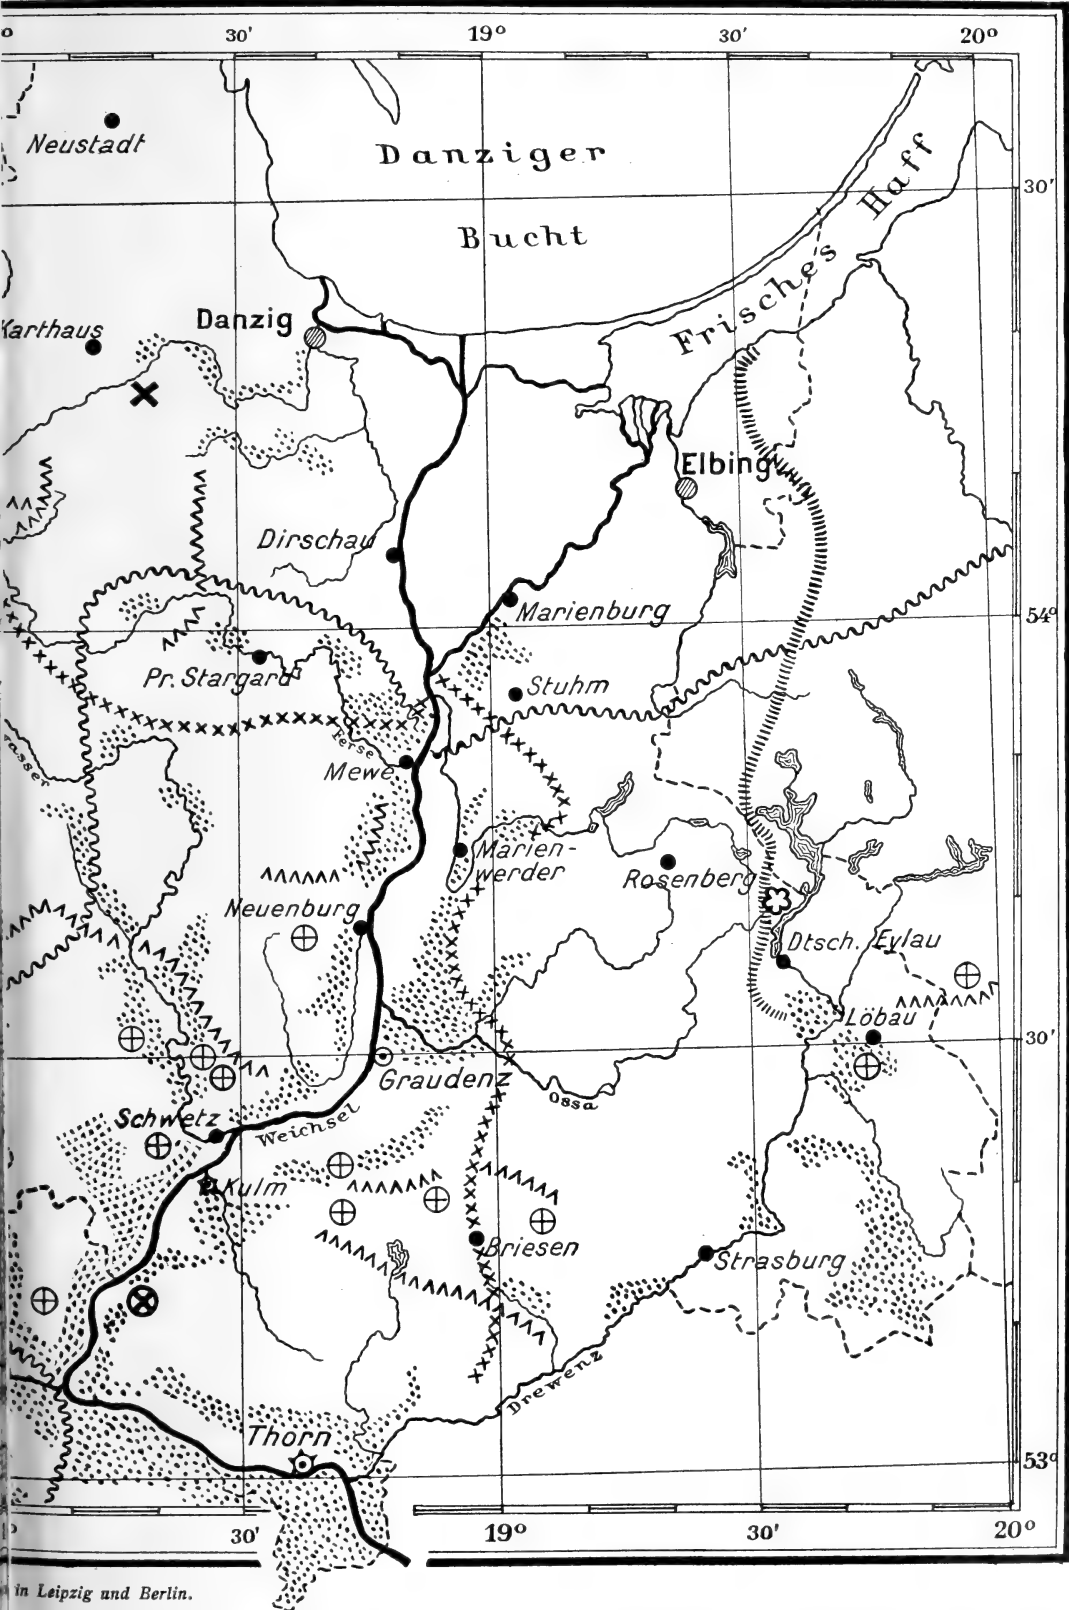 30'
19°
30'
20°
Neustadt
Danziger
Bucht
Frisches Haff
30'
Karthaus
Danzig
Elbing
Dirschau
Marienburg
54°
Pr. Stargard
Stuhm
Ferse
Mewe
Marien-
werder
Rosenberg
Neuenburg
Dtsch. Eylau
Löbau
30'
Graudenz
Ossa
Schwetz
Weichsel
Kulm
Briesen
Strasburg
Drewenz
Thorn
53°
30'
19°
30'
20°
in Leipzig und Berlin.